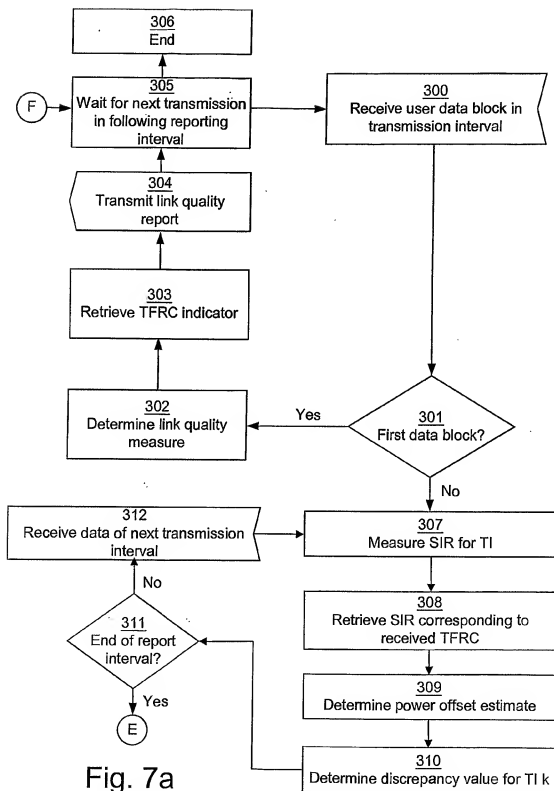 306
End
F
305
Wait for next transmission
in following reporting
interval
300
Receive user data block in
transmission interval
304
Transmit link quality
report
303
Retrieve TFRC indicator
302
Determine link quality
measure
Yes
301
First data block?
No
312
Receive data of next transmission
interval
307
Measure SIR for TI
No
308
Retrieve SIR corresponding to
received TFRC
311
End of report
interval?
309
Determine power offset estimate
Yes
E
310
Determine discrepancy value for TI k
Fig. 7a